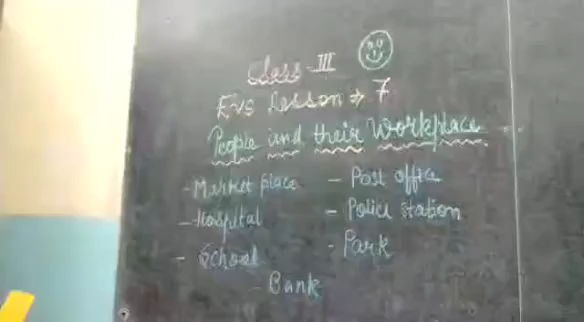 Class - III
Evs Lesson → 7
People and their Workplace
- Market place - Post office
- Hospital - Police station
- School - Park
- Bank